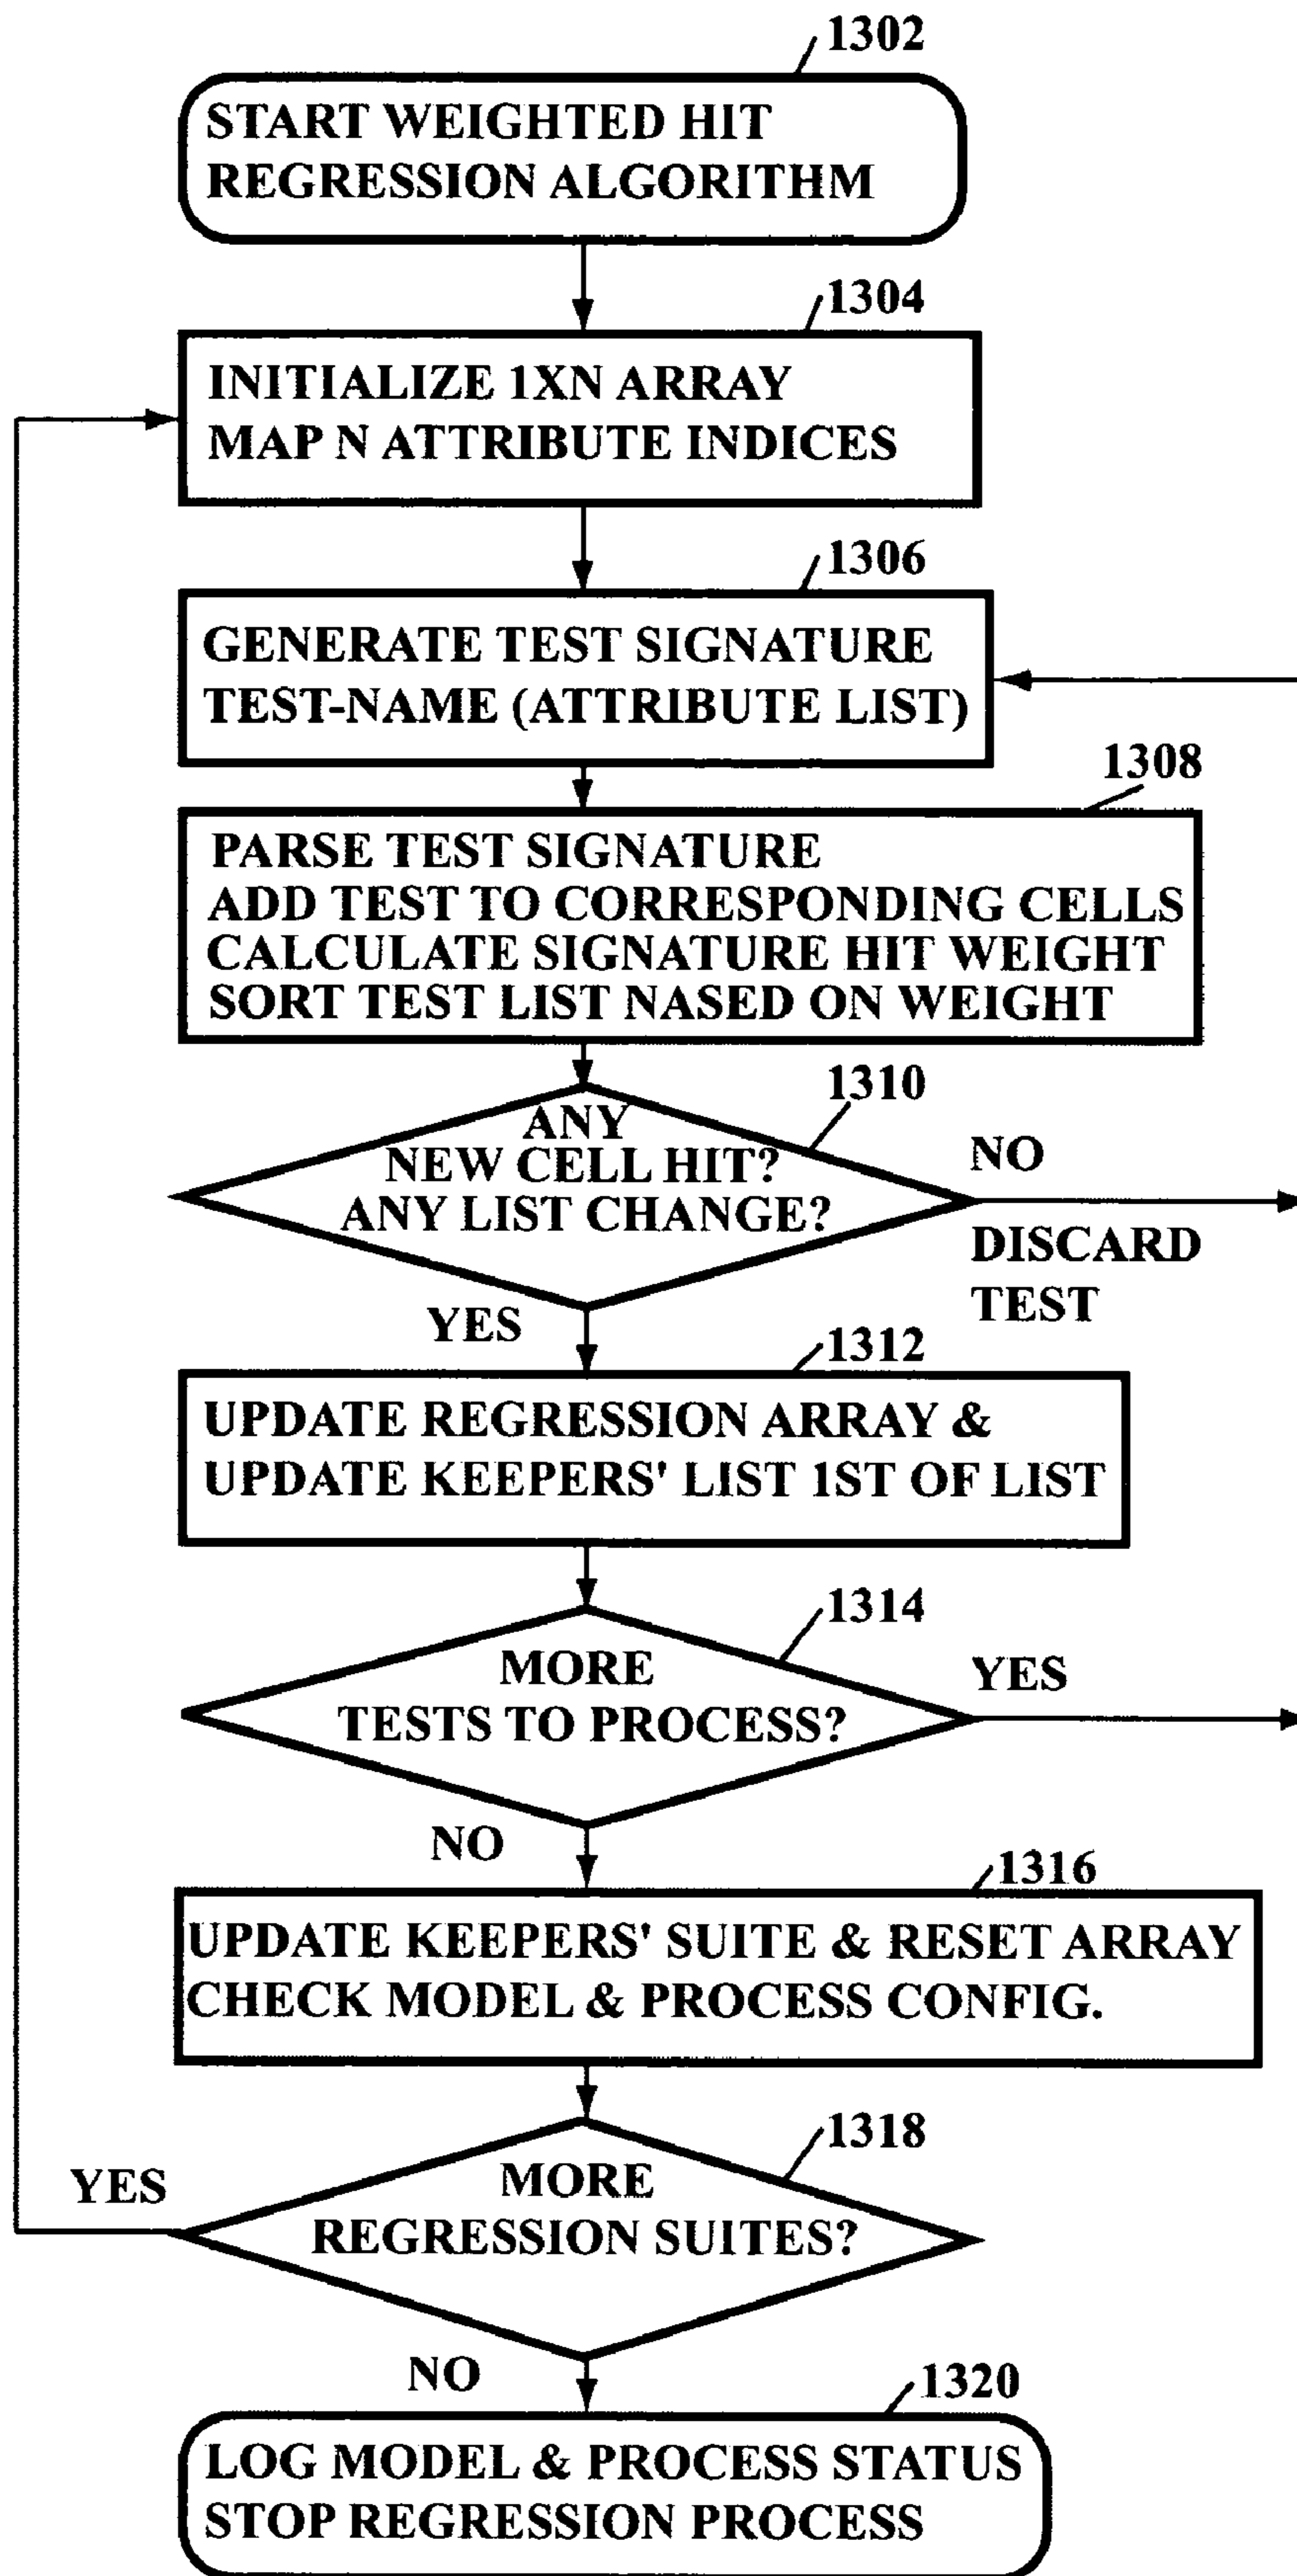 1302
START WEIGHTED HIT
REGRESSION ALGORITHM
1304
INITIALIZE 1XN ARRAY
MAP N ATTRIBUTE INDICES
1306
GENERATE TEST SIGNATURE
TEST-NAME (ATTRIBUTE LIST)
1308
PARSE TEST SIGNATURE
ADD TEST TO CORRESPONDING CELLS
CALCULATE SIGNATURE HIT WEIGHT
SORT TEST LIST NASED ON WEIGHT
1310
ANY
NEW CELL HIT?
ANY LIST CHANGE?
NO
DISCARD
TEST
YES
1312
UPDATE REGRESSION ARRAY &
UPDATE KEEPERS' LIST 1ST OF LIST
1314
MORE
TESTS TO PROCESS?
YES
NO
1316
UPDATE KEEPERS' SUITE & RESET ARRAY
CHECK MODEL & PROCESS CONFIG.
1318
MORE
REGRESSION SUITES?
YES
NO
1320
LOG MODEL & PROCESS STATUS
STOP REGRESSION PROCESS